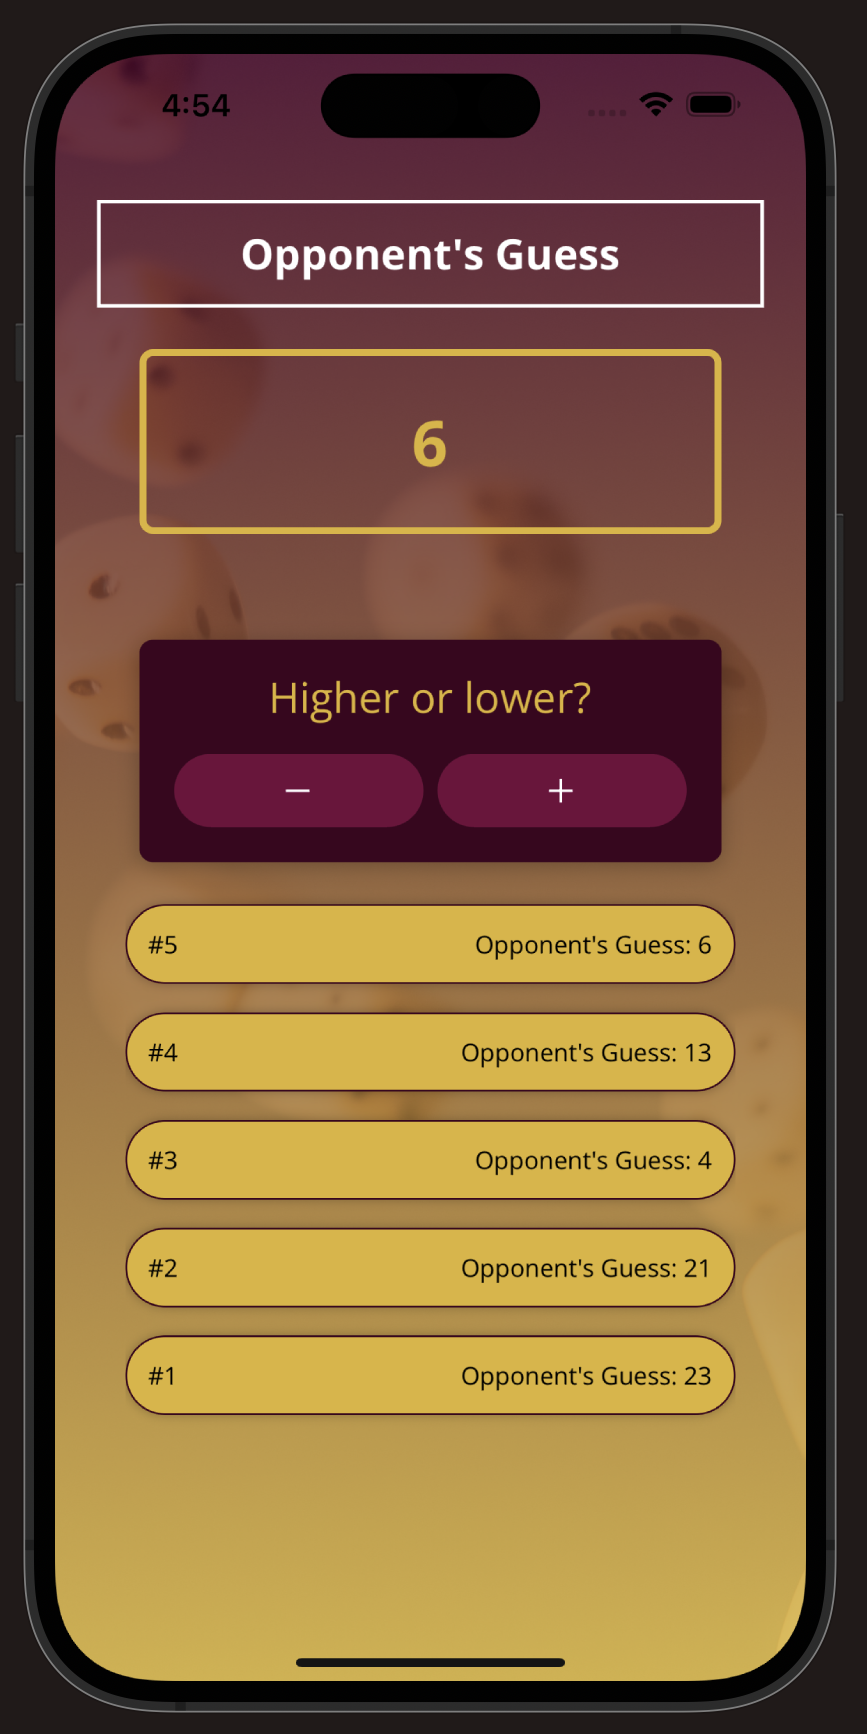 4:54
Opponent's Guess
6
Higher or lower?
− +
#5 Opponent's Guess: 6
#4 Opponent's Guess: 13
#3 Opponent's Guess: 4
#2 Opponent's Guess: 21
#1 Opponent's Guess: 23